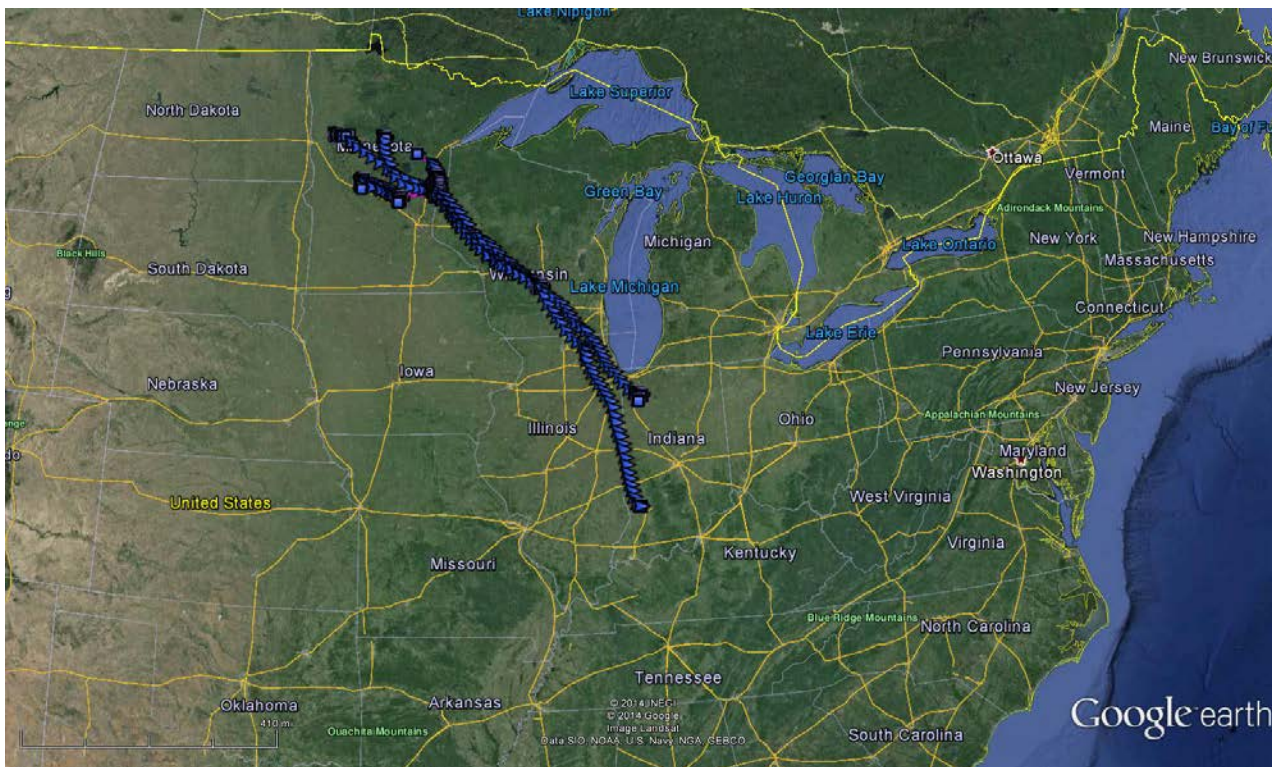 Lake Nipigon
New Brunswick
Lake Superior
North Dakota
Maine
Bay of Fu
Minnesota
Ottawa
Vermont
Georgian Bay
Green Bay
Lake Huron
Adirondack Mountains
Michigan
Lake Ontario
New York
New Hampshire
Black Hills
Massachusetts
South Dakota
Wisconsin
Lake Michigan
Connecticut
Lake Erie
Pennsylvania
Iowa
Nebraska
New Jersey
Ohio
Appalachian Mountains
Illinois
Indiana
Maryland
do
Washington
West Virginia
United States
Virginia
Kentucky
Missouri
Blue Ridge Mountains
North Carolina
Tennessee
Oklahoma
Arkansas
410 mi
Ouachita Mountains
© 2014 INEGI
© 2014 Google
Image Landsat
Data SIO, NOAA, U.S. Navy, NGA, GEBCO
South Carolina
Google earth